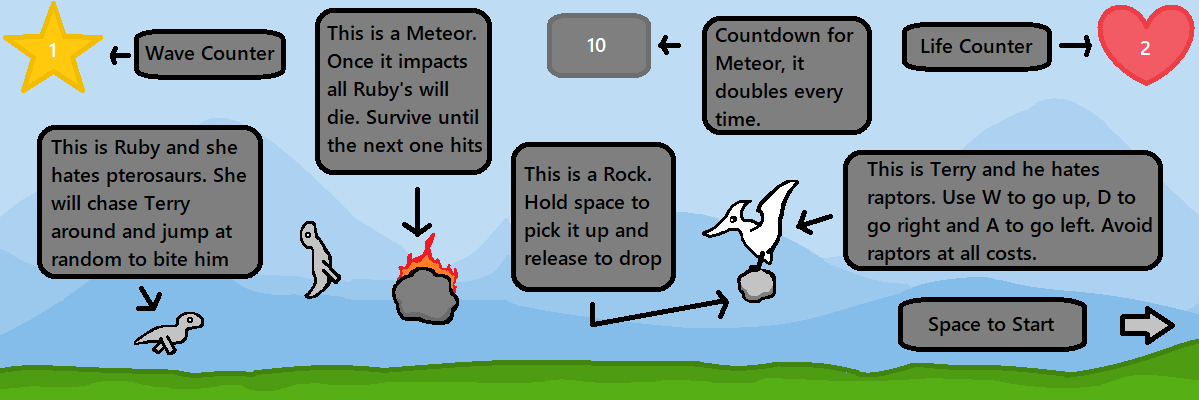 1
Wave Counter
This is a Meteor.
Once it impacts
all Ruby's will
die. Survive until
the next one hits
10
Countdown for
Meteor, it
doubles every
time.
Life Counter
2
This is Ruby and she
hates pterosaurs. She
will chase Terry
around and jump at
random to bite him
This is a Rock.
Hold space to
pick it up and
release to drop
This is Terry and he hates
raptors. Use W to go up, D to
go right and A to go left. Avoid
raptors at all costs.
Space to Start